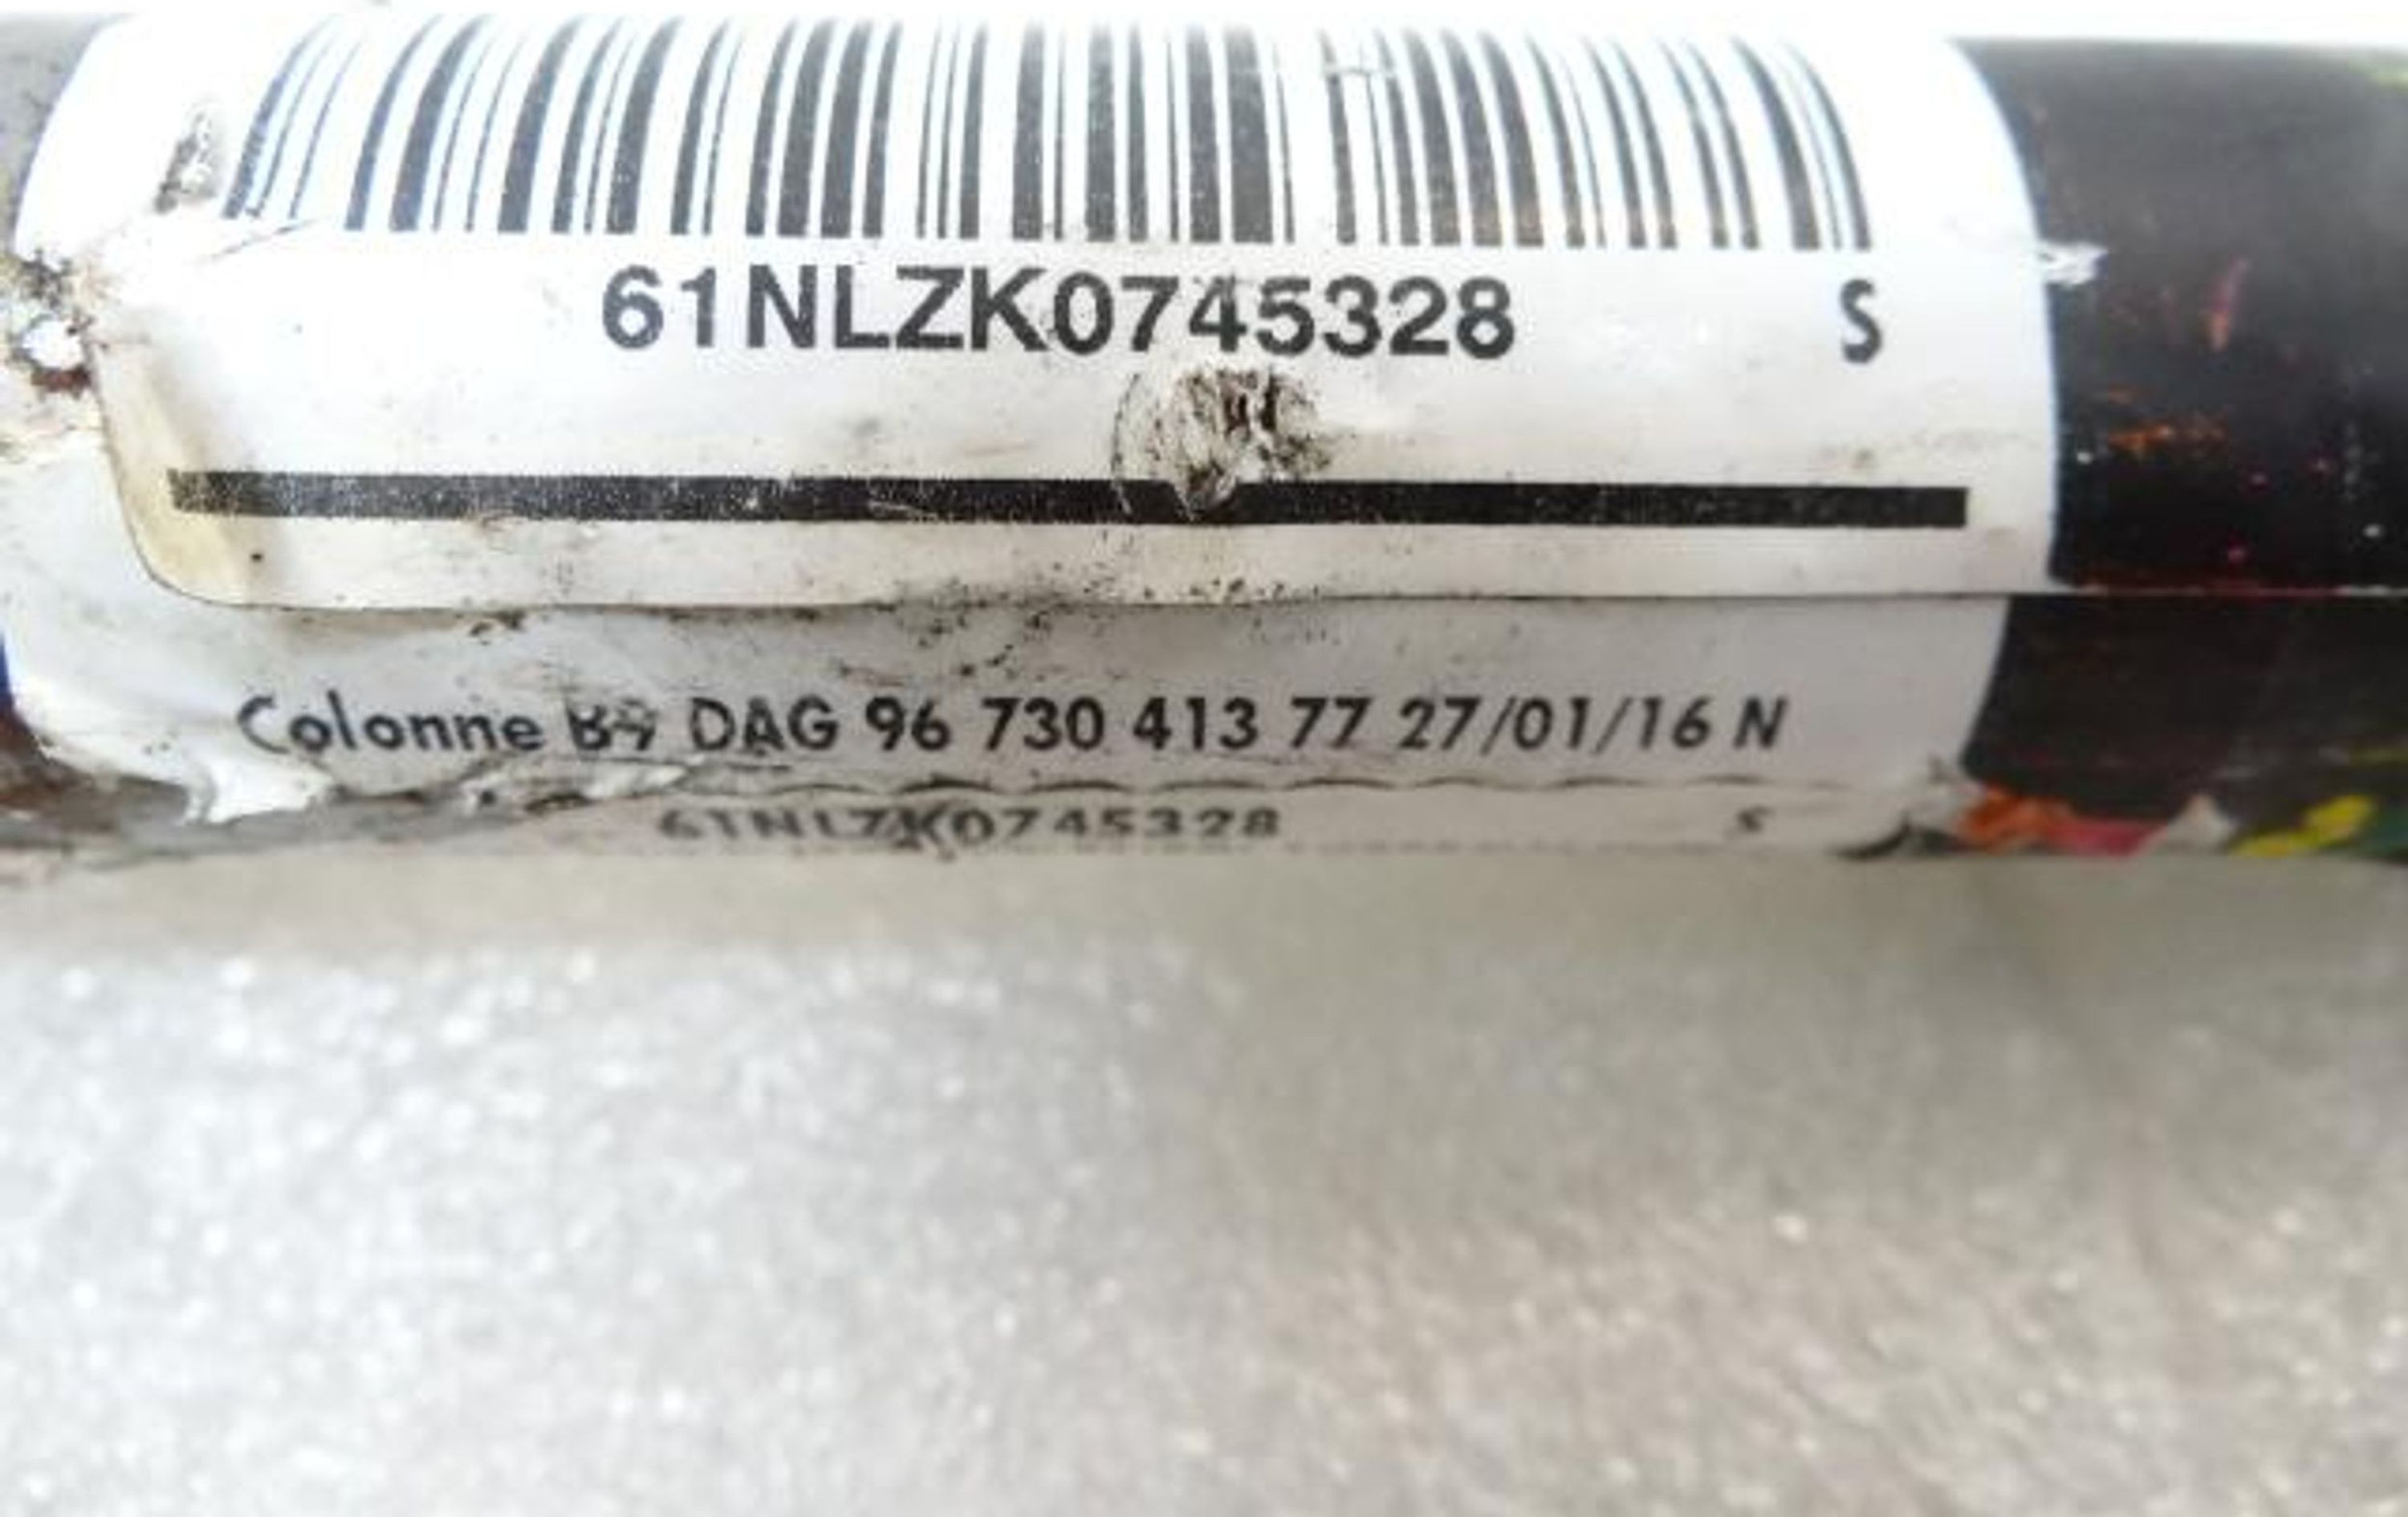 61NLZK0745328 S
Colonne B9 DAG 96 730 413 77 27/01/16 N
61NLZK0745328 S